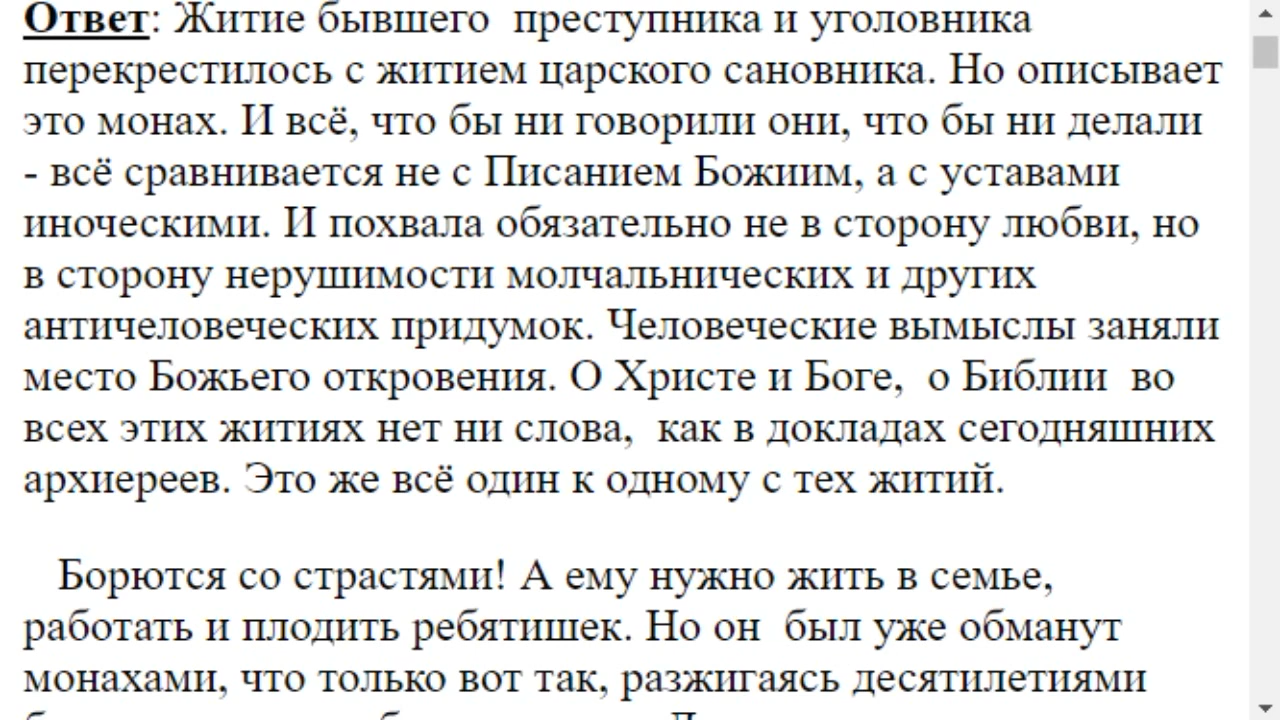 Ответ: Житие бывшего  преступника и уголовника
перекрестилось с житием царского сановника. Но описывает
это монах. И всё, что бы ни говорили они, что бы ни делали
- всё сравнивается не с Писанием Божиим, а с уставами
иноческими. И похвала обязательно не в сторону любви, но
в сторону нерушимости молчальнических и других
античеловеческих придумок. Человеческие вымыслы заняли
место Божьего откровения. О Христе и Боге,  о Библии  во
всех этих житиях нет ни слова,  как в докладах сегодняшних
архиереев. Это же всё один к одному с тех житий.
Борются со страстями! А ему нужно жить в семье,
работать и плодить ребятишек. Но он  был уже обманут
монахами, что только вот так, разжигаясь десятилетиями